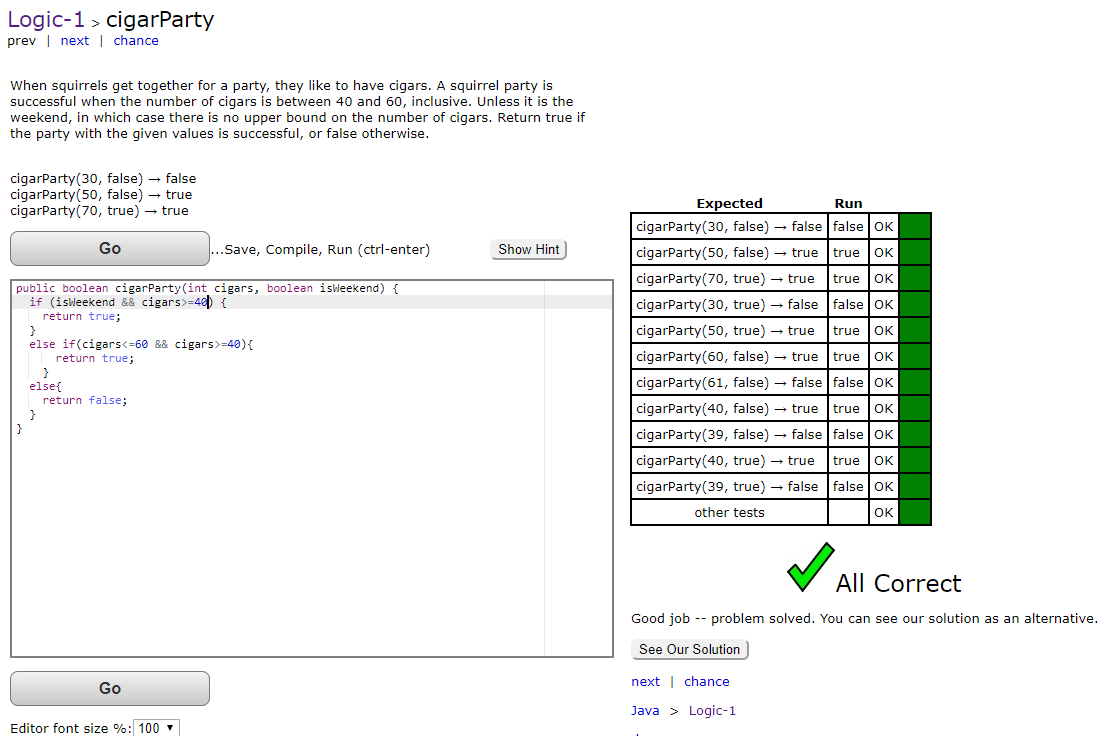 Logic-1 > cigarParty
prev | next | chance
When squirrels get together for a party, they like to have cigars. A squirrel party is
successful when the number of cigars is between 40 and 60, inclusive. Unless it is the
weekend, in which case there is no upper bound on the number of cigars. Return true if
the party with the given values is successful, or false otherwise.
cigarParty(30, false) → false
cigarParty(50, false) → true
cigarParty(70, true) → true
Go ...Save, Compile, Run (ctrl-enter) Show Hint
public boolean cigarParty(int cigars, boolean isWeekend) {
if (isWeekend && cigars>=40) {
return true;
}
else if(cigars<=60 && cigars>=40){
return true;
}
else{
return false;
}
}
Go
Editor font size %: 100 ▼
Expected Run
cigarParty(30, false) → false false OK
cigarParty(50, false) → true true OK
cigarParty(70, true) → true true OK
cigarParty(30, true) → false false OK
cigarParty(50, true) → true true OK
cigarParty(60, false) → true true OK
cigarParty(61, false) → false false OK
cigarParty(40, false) → true true OK
cigarParty(39, false) → false false OK
cigarParty(40, true) → true true OK
cigarParty(39, true) → false false OK
other tests OK
All Correct
Good job -- problem solved. You can see our solution as an alternative.
See Our Solution
next | chance
Java > Logic-1